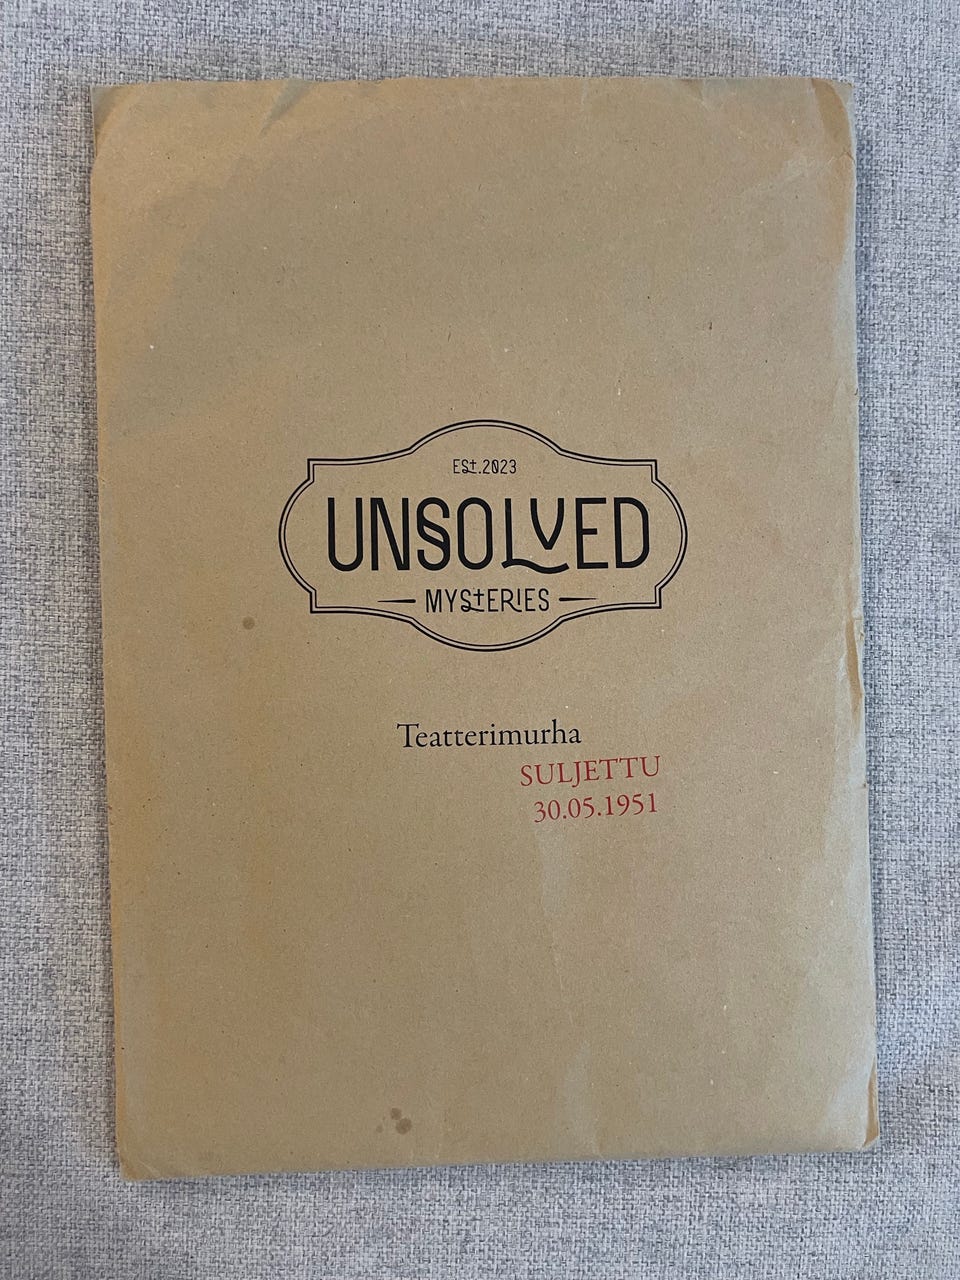 EST.2023
UNSOLVED
MYSTERIES
Teatterimurha
SULJETTU
30.05.1951